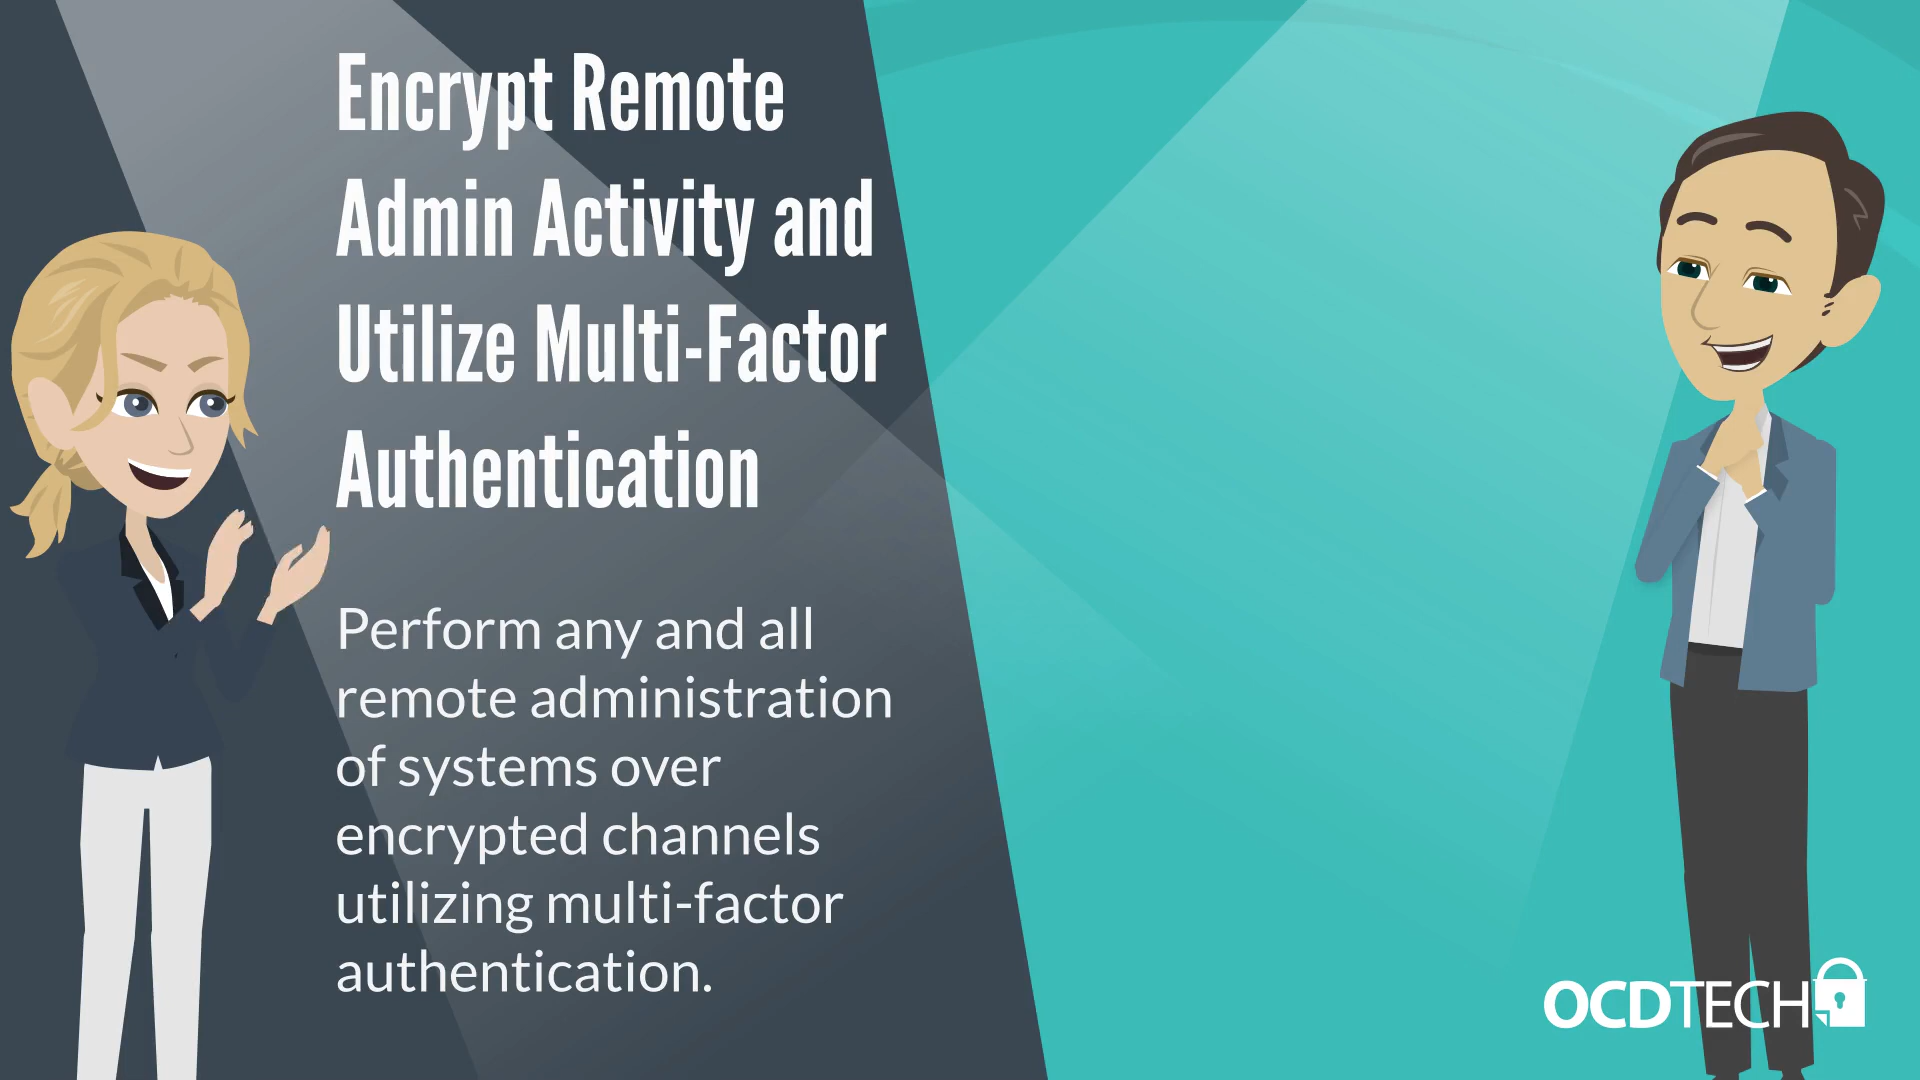 Encrypt Remote
Admin Activity and
Utilize Multi-Factor
Authentication
Perform any and all
remote administration
of systems over
encrypted channels
utilizing multi-factor
authentication.
OCDTECH